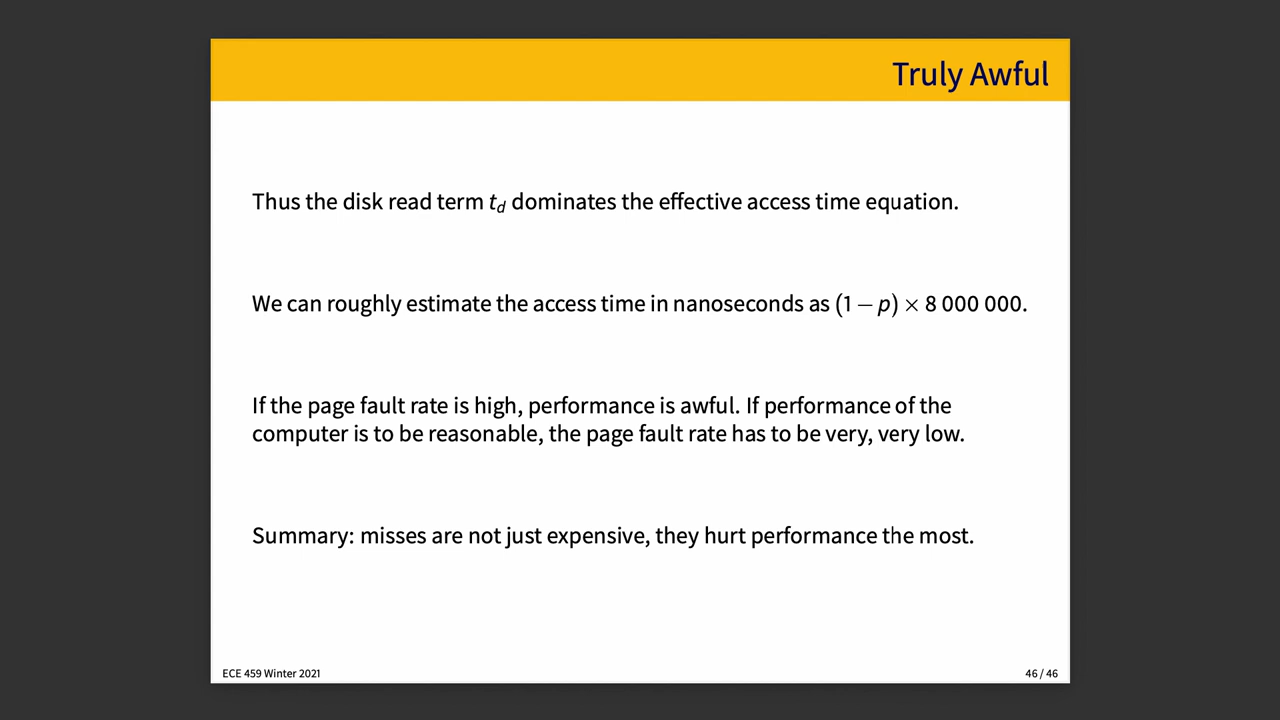 Truly Awful
Thus the disk read term t_d dominates the effective access time equation.
We can roughly estimate the access time in nanoseconds as (1 − p) × 8 000 000.
If the page fault rate is high, performance is awful. If performance of the
computer is to be reasonable, the page fault rate has to be very, very low.
Summary: misses are not just expensive, they hurt performance the most.
ECE 459 Winter 2021
46 / 46